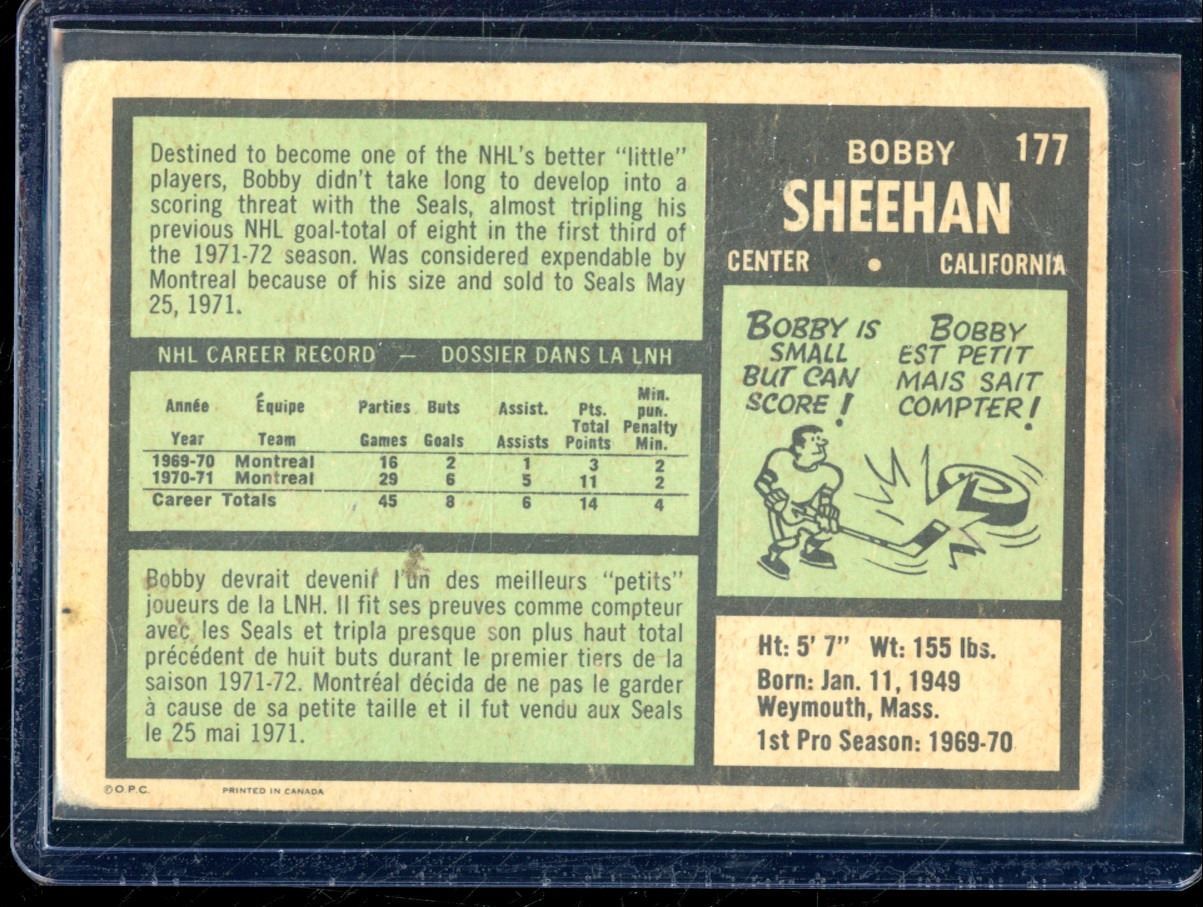 Destined to become one of the NHL's better "little"
players, Bobby didn't take long to develop into a
scoring threat with the Seals, almost tripling his
previous NHL goal-total of eight in the first third of
the 1971-72 season. Was considered expendable by
Montreal because of his size and sold to Seals May
25, 1971.
NHL CAREER RECORD — DOSSIER DANS LA LNH
Année Équipe Parties Buts Assist. Pts. Min. pun.
Year Team Games Goals Assists Total Points Penalty Min.
1969-70 Montreal 16 2 1 3 2
1970-71 Montreal 29 6 5 11 2
Career Totals 45 8 6 14 4
Bobby devrait devenir l'un des meilleurs "petits"
joueurs de la LNH. Il fit ses preuves comme compteur
avec les Seals et tripla presque son plus haut total
précédent de huit buts durant le premier tiers de la
saison 1971-72. Montréal décida de ne pas le garder
à cause de sa petite taille et il fut vendu aux Seals
le 25 mai 1971.
©O.P.C. PRINTED IN CANADA
BOBBY 177
SHEEHAN
CENTER • CALIFORNIA
BOBBY IS
SMALL
BUT CAN
SCORE!
BOBBY
EST PETIT
MAIS SAIT
COMPTER!
Ht: 5' 7" Wt: 155 lbs.
Born: Jan. 11, 1949
Weymouth, Mass.
1st Pro Season: 1969-70